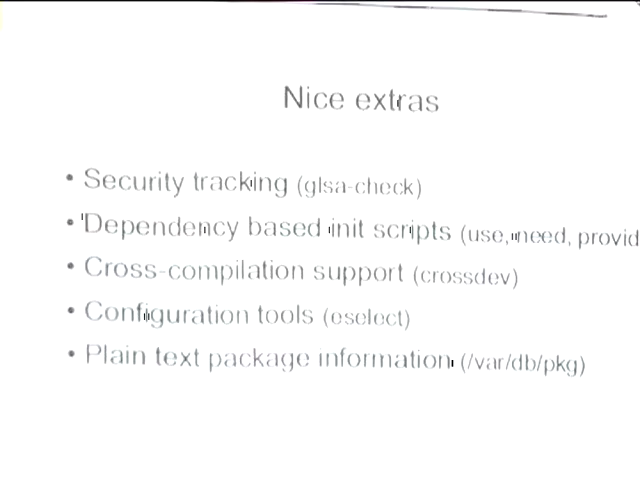 Nice extras
• Security tracking (glsa-check)
• Dependency based init scripts (use, need, provid
• Cross-compilation support (crossdev)
• Configuration tools (eselect)
• Plain text package information (/var/db/pkg)